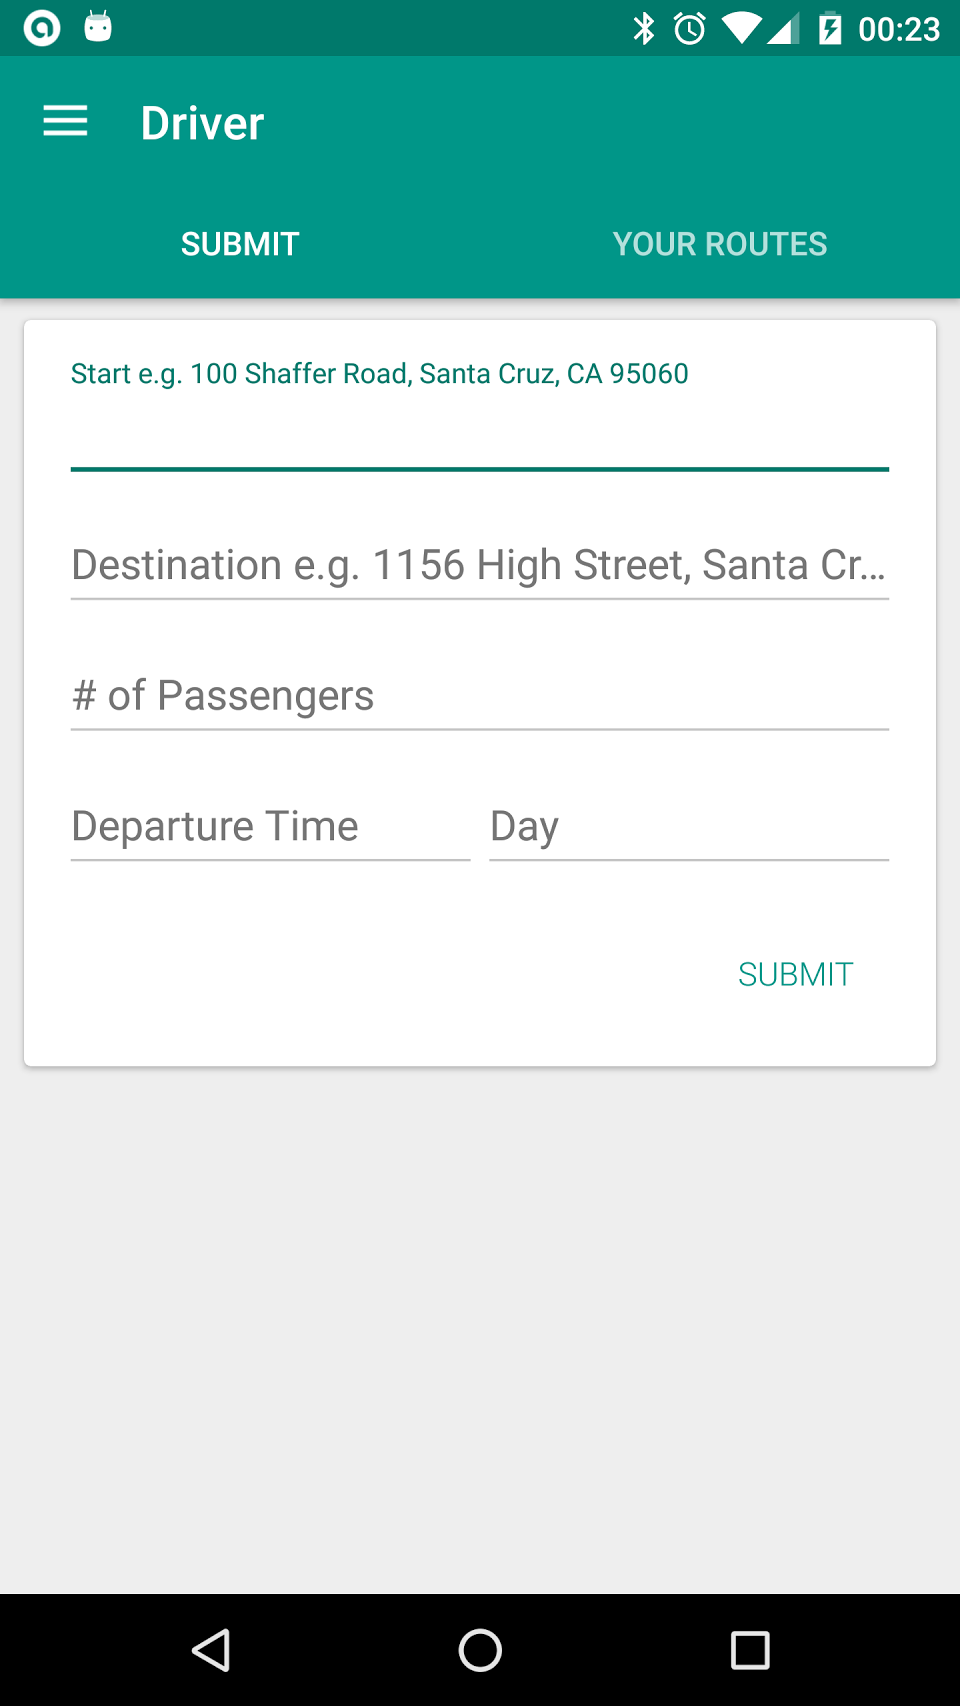 00:23
Driver
SUBMIT YOUR ROUTES
Start e.g. 100 Shaffer Road, Santa Cruz, CA 95060
Destination e.g. 1156 High Street, Santa Cr...
# of Passengers
Departure Time Day
SUBMIT